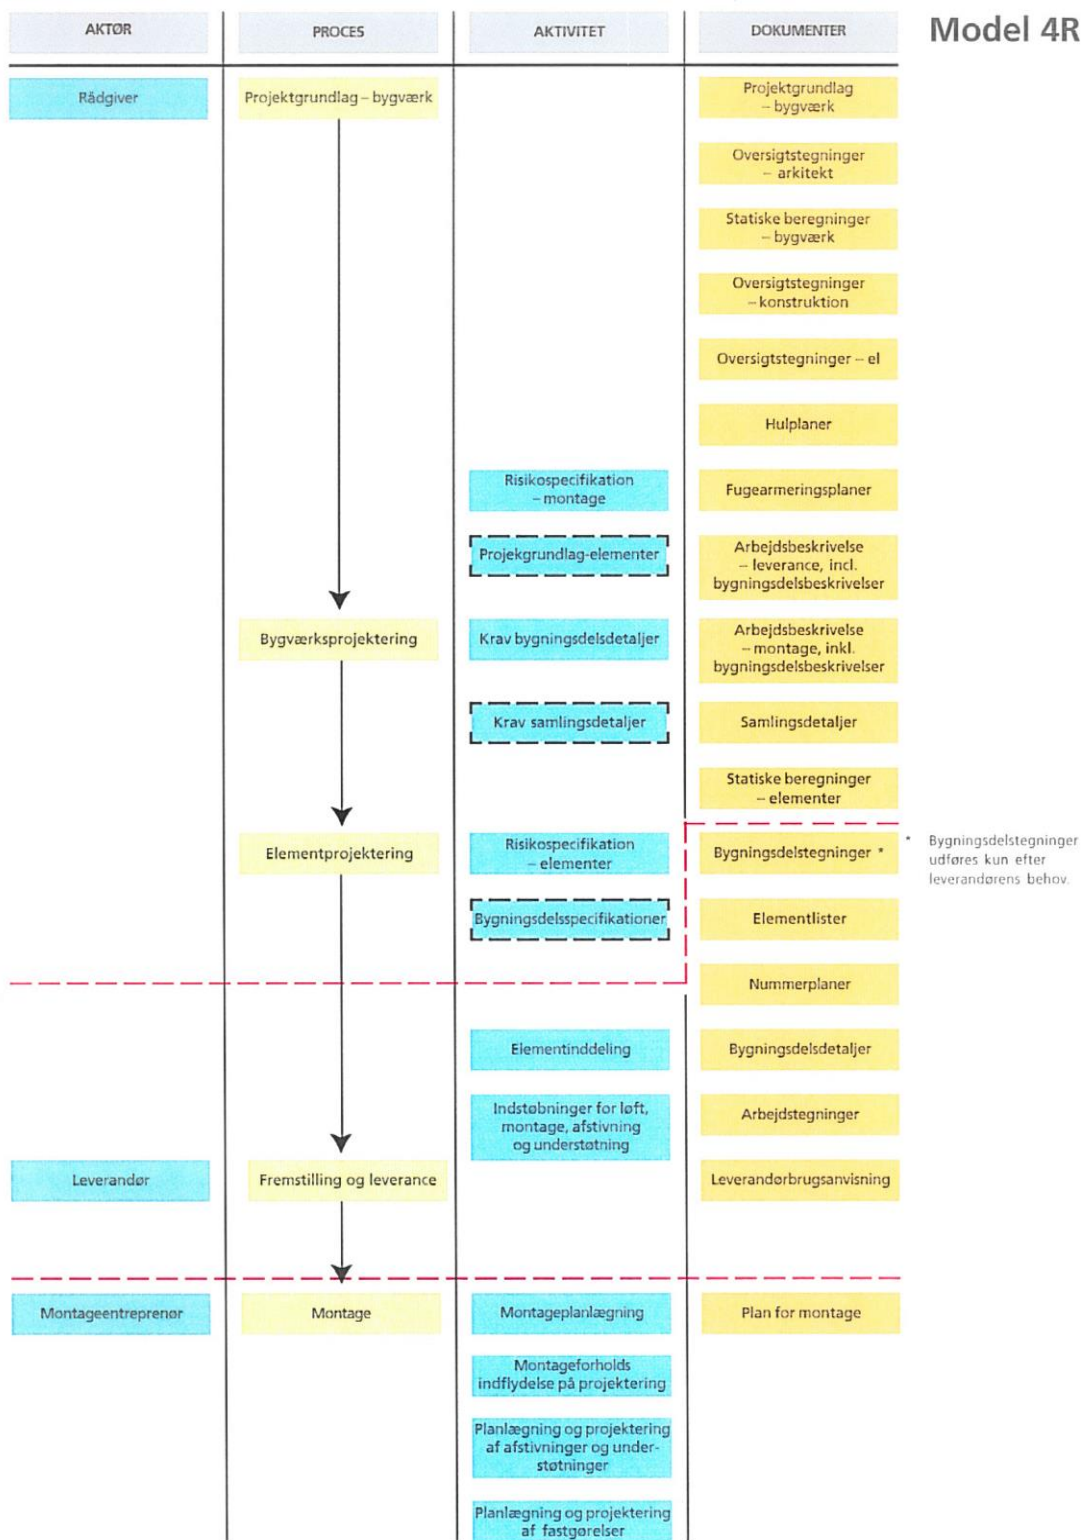 AKTØR
PROCES
AKTIVITET
DOKUMENTER
Model 4R
Rådgiver
Projektgrundlag – bygværk
Projektgrundlag
– bygværk
Oversigtstegninger
– arkitekt
Statiske beregninger
– bygværk
Oversigtstegninger
– konstruktion
Oversigtstegninger – el
Hulplaner
Risikospecifikation
– montage
Fugearmeringsplaner
Projekgrundlag-elementer
Arbejdsbeskrivelse
– leverance, incl.
bygningsdelsbeskrivelser
Bygværksprojektering
Krav bygningsdelsdetaljer
Arbejdsbeskrivelse
– montage, inkl.
bygningsdelsbeskrivelser
Krav samlingsdetaljer
Samlingsdetaljer
Statiske beregninger
– elementer
Elementprojektering
Risikospecifikation
– elementer
Bygningsdelstegninger *
* Bygningsdelstegninger
udføres kun efter
leverandørens behov.
Bygningsdelsspecifikationer
Elementlister
Nummerplaner
Elementinddeling
Bygningsdelsdetaljer
Indstøbninger for løft,
montage, afstivning
og understøtning
Arbejdstegninger
Leverandør
Fremstilling og leverance
Leverandørbrugsanvisning
Montageentreprenør
Montage
Montageplanlægning
Plan for montage
Montageforholds
indflydelse på projektering
Planlægning og projektering
af afstivninger og under-
støtninger
Planlægning og projektering
af fastgørelser